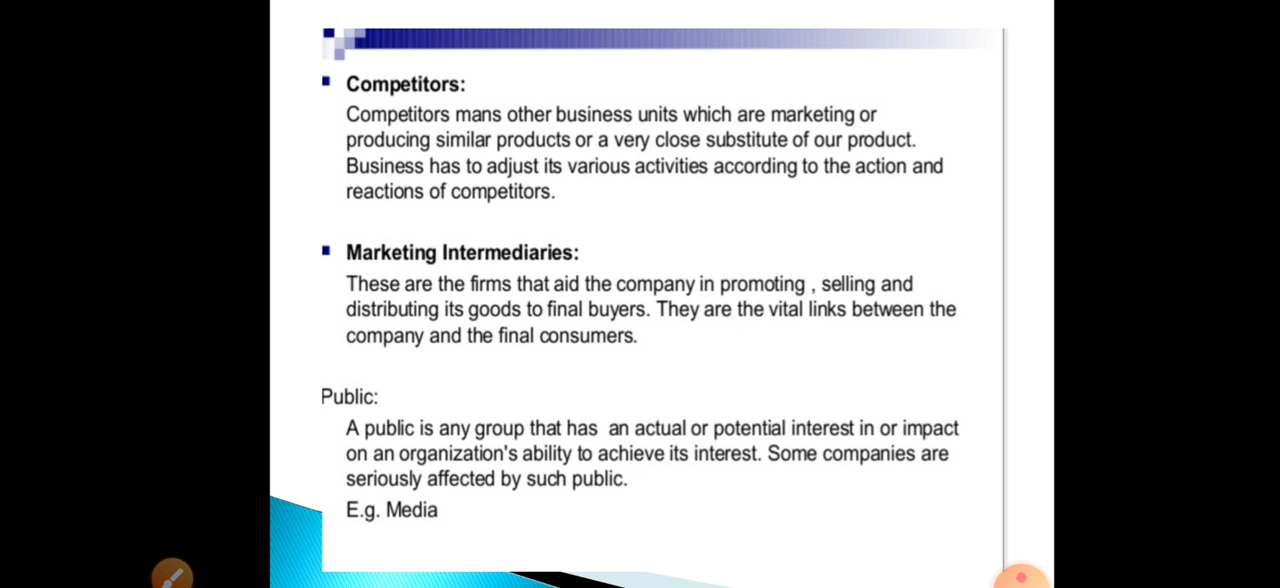 Competitors:
Competitors mans other business units which are marketing or
producing similar products or a very close substitute of our product.
Business has to adjust its various activities according to the action and
reactions of competitors.
Marketing Intermediaries:
These are the firms that aid the company in promoting , selling and
distributing its goods to final buyers. They are the vital links between the
company and the final consumers.
Public:
A public is any group that has  an actual or potential interest in or impact
on an organization's ability to achieve its interest. Some companies are
seriously affected by such public.
E.g. Media